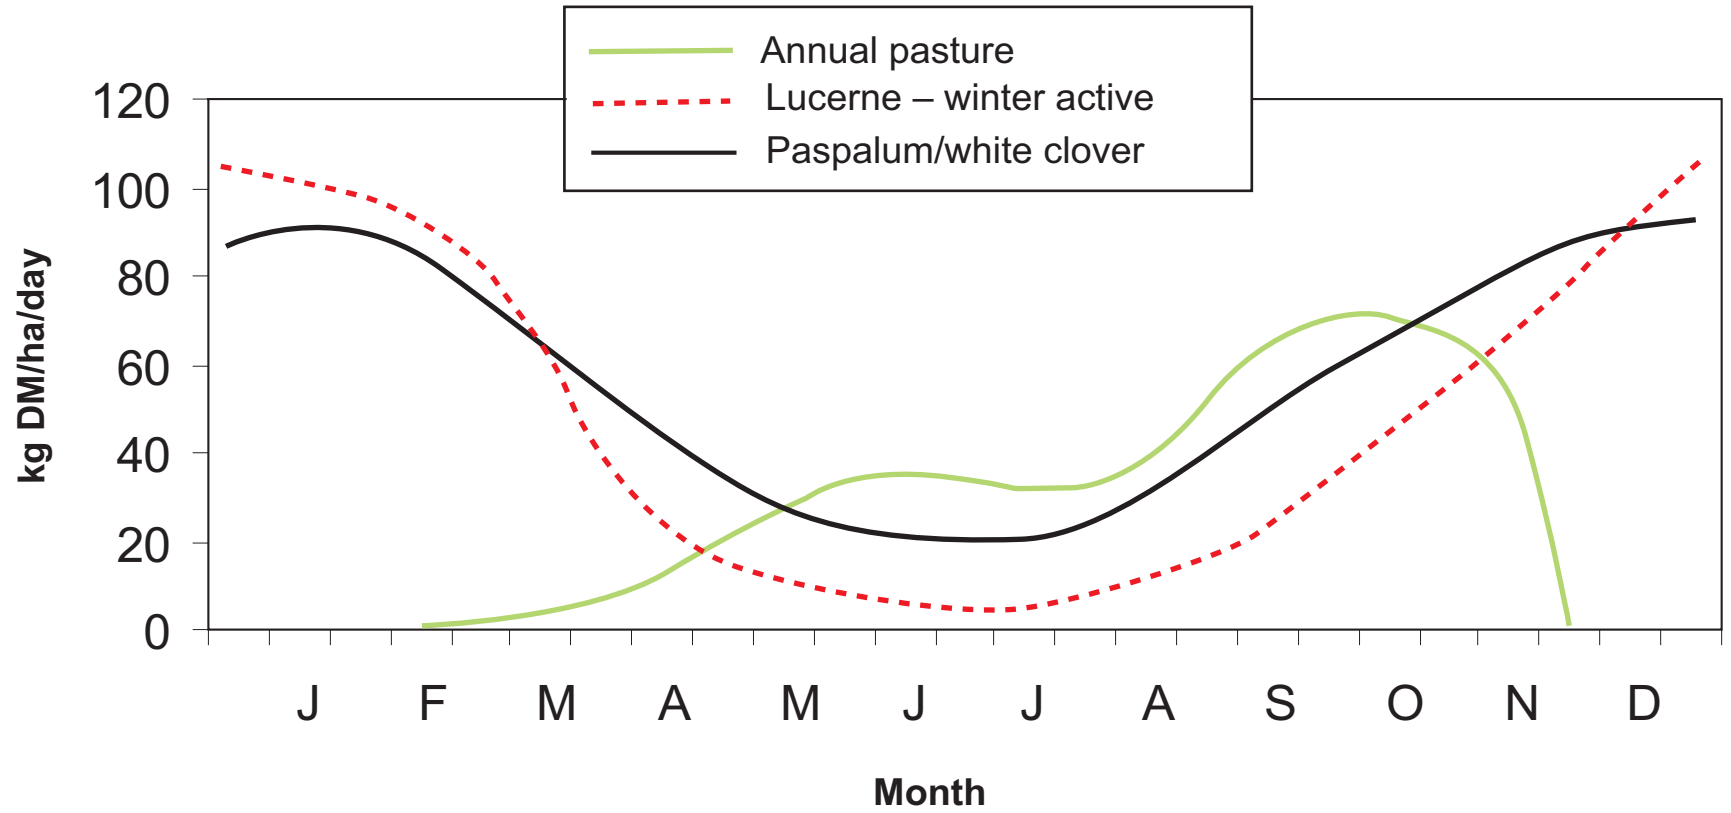 Annual pasture
Lucerne – winter active
Paspalum/white clover
120
100
80
60
40
20
0
kg DM/ha/day
J F M A M J J A S O N D
Month